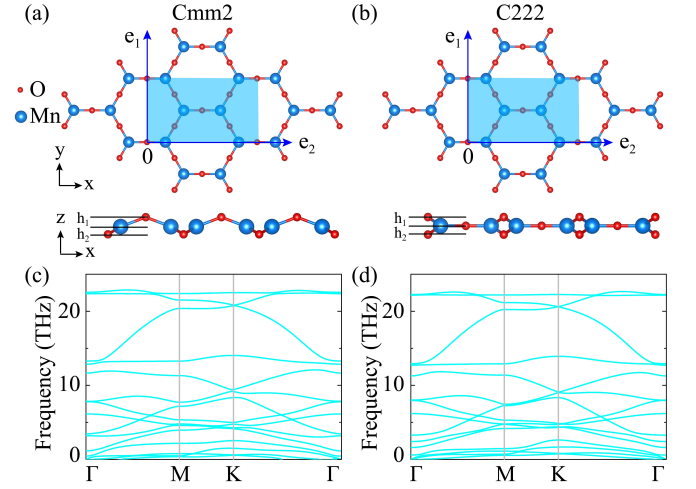 (a) Cmm2
(b) C222
e1
e1
O
Mn
0
e2
0
e2
y
x
z
x
h1
h2
h1
h2
(c)
(d)
Frequency (THz)
20
10
0
Γ M K Γ
Frequency (THz)
20
10
0
Γ M K Γ